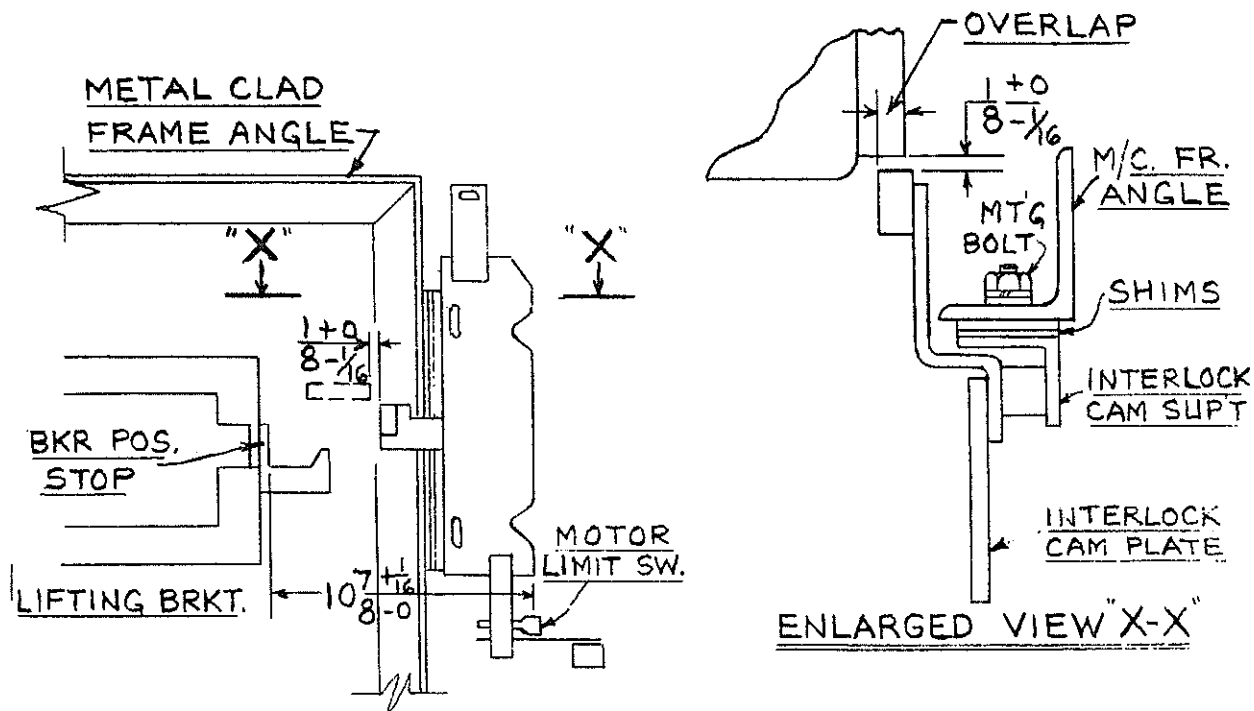 METAL CLAD
FRAME ANGLE
"X"
"X"
1/8 +0 -1/16
BKR POS.
STOP
LIFTING BRKT.
10 7/8 +1/16 -0
MOTOR
LIMIT SW.
OVERLAP
1/8 +0 -1/16
M/C. FR.
ANGLE
MT'G
BOLT
SHIMS
INTERLOCK
CAM SUPT
INTERLOCK
CAM PLATE
ENLARGED VIEW "X-X"